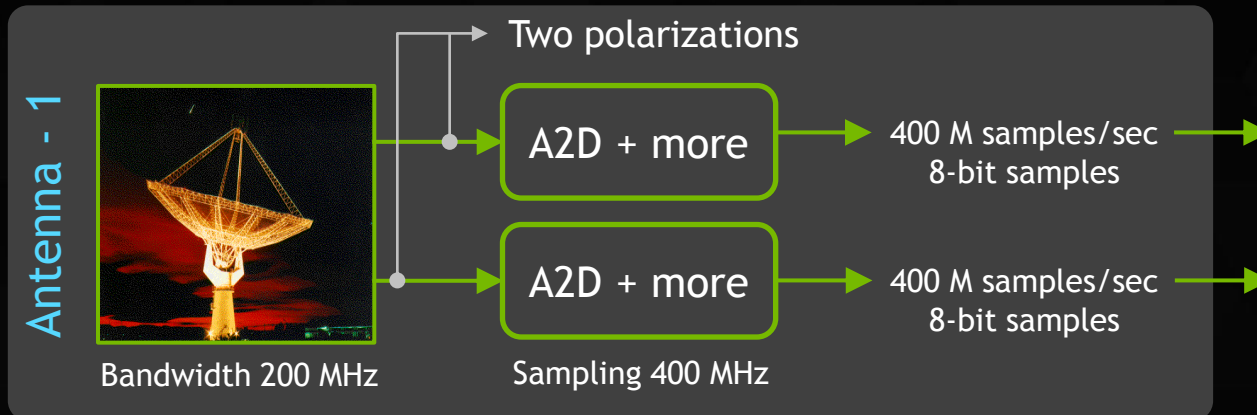 Two polarizations
Antenna - 1
A2D + more
400 M samples/sec
8-bit samples
A2D + more
400 M samples/sec
8-bit samples
Bandwidth 200 MHz
Sampling 400 MHz